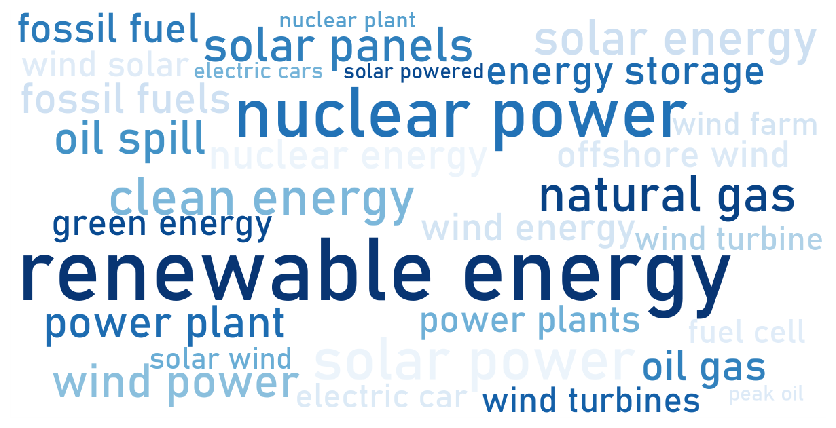 nuclear plant
fossil fuel
solar panels
solar energy
wind solar
electric cars
solar powered
energy storage
fossil fuels
nuclear power
wind farm
oil spill
nuclear energy
offshore wind
clean energy
natural gas
green energy
wind energy
wind turbine
renewable energy
power plant
power plants
fuel cell
solar wind
solar power
oil gas
wind power
electric car
wind turbines
peak oil